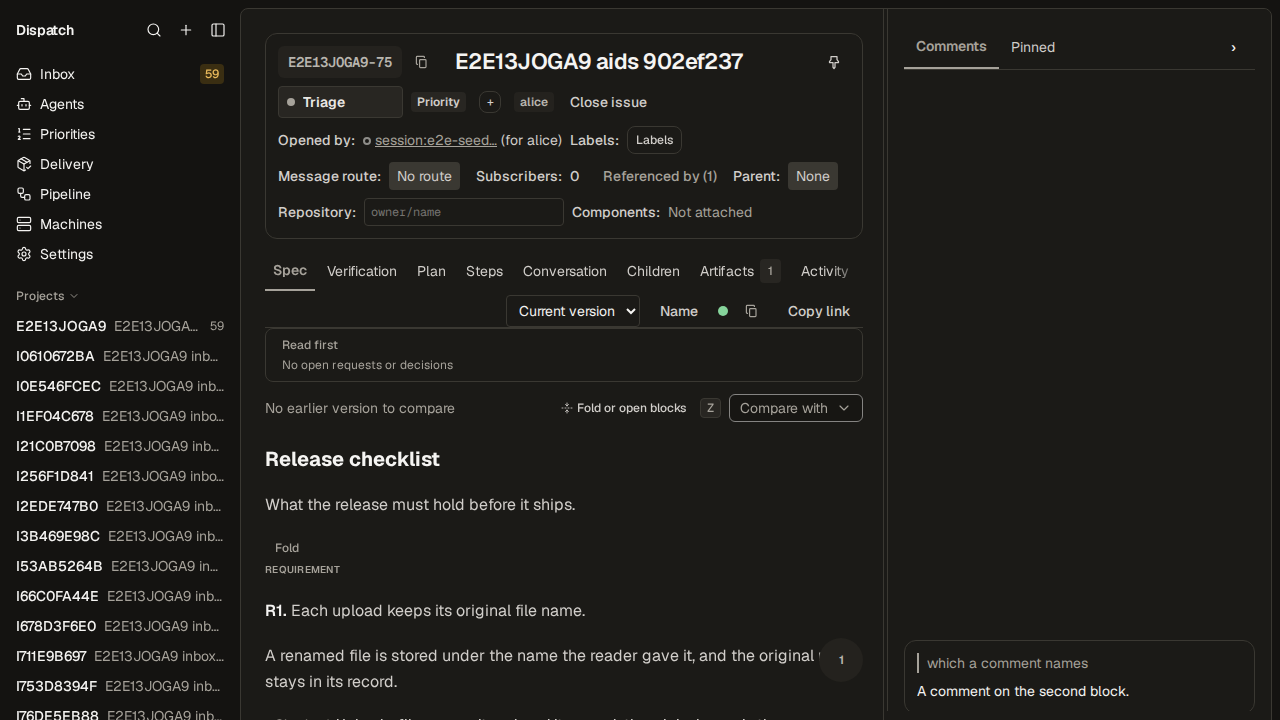 Dispatch
Inbox 59
Agents
Priorities
Delivery
Pipeline
Machines
Settings
Projects
E2E13JOGA9 E2E13JOGA... 59
I0610672BA E2E13JOGA9 inb...
I0E546FCEC E2E13JOGA9 inb...
I1EF04C678 E2E13JOGA9 inbo...
I21C0B7098 E2E13JOGA9 inb...
I256F1D841 E2E13JOGA9 inbo...
I2EDE747B0 E2E13JOGA9 inb...
I3B469E98C E2E13JOGA9 inb...
I53AB5264B E2E13JOGA9 in...
I66C0FA44E E2E13JOGA9 inb...
I678D3F6E0 E2E13JOGA9 inb...
I711E9B697 E2E13JOGA9 inbox...
I753D8394F E2E13JOGA9 inb...
I76DE5EB88 E2E13JOGA9 inb...
E2E13JOGA9-75 E2E13JOGA9 aids 902ef237
Triage Priority + alice Close issue
Opened by: session:e2e-seed... (for alice) Labels: Labels
Message route: No route Subscribers: 0 Referenced by (1) Parent: None
Repository: owner/name Components: Not attached
Spec Verification Plan Steps Conversation Children Artifacts 1 Activity
Current version Name Copy link
Read first
No open requests or decisions
No earlier version to compare Fold or open blocks Z Compare with
Release checklist
What the release must hold before it ships.
Fold
REQUIREMENT
R1. Each upload keeps its original file name.
A renamed file is stored under the name the reader gave it, and the original
stays in its record.
1
Comments Pinned
which a comment names
A comment on the second block.